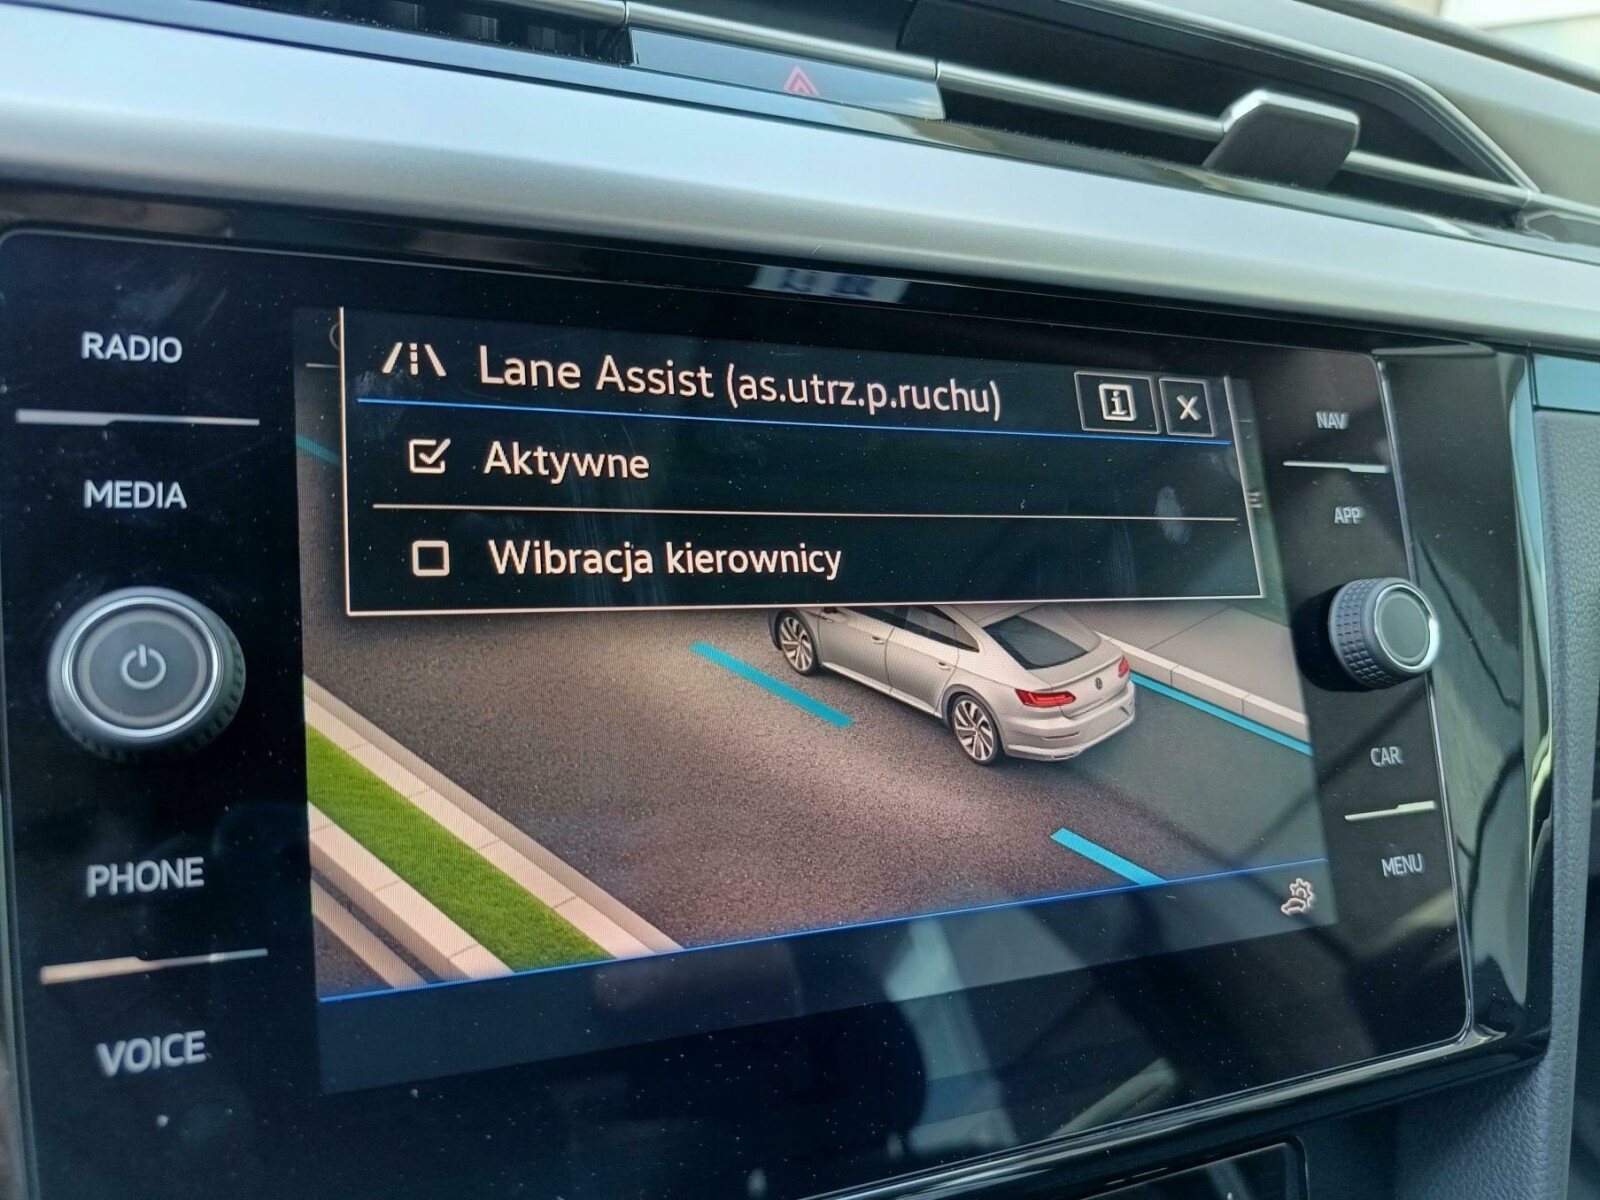 RADIO
MEDIA
PHONE
VOICE
Lane Assist (as.utrz.p.ruchu)
i
X
Aktywne
Wibracja kierownicy
NAV
APP
CAR
MENU